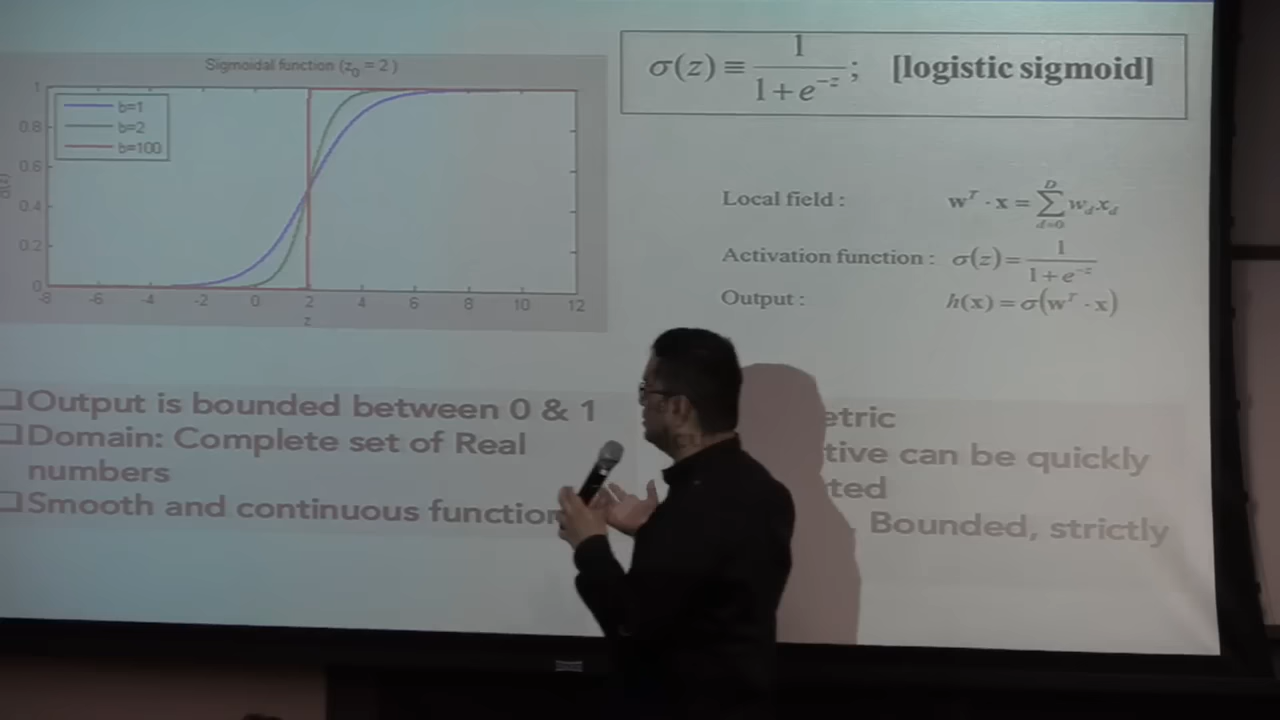 Sigmoidal function (z₀ = 2)
b=1
b=2
b=100
1
0.8
0.6
0.4
0.2
0
-8 -6 -4 -2 0 2 4 6 8 10 12
z
σ(z) ≡ 1 / (1+e^{-z}; [logistic sigmoid]
Local field : w^T · x = ∑_{d=0}^{D} w_d x_d
Activation function : σ(z) = 1 / (1+e^{-z})
Output : h(x) = σ(w^T · x)
❑Output is bounded between 0 & 1
❑Domain: Complete set of Real
numbers
❑Smooth and continuous function
etric
tive can be quickly
ted
Bounded, strictly